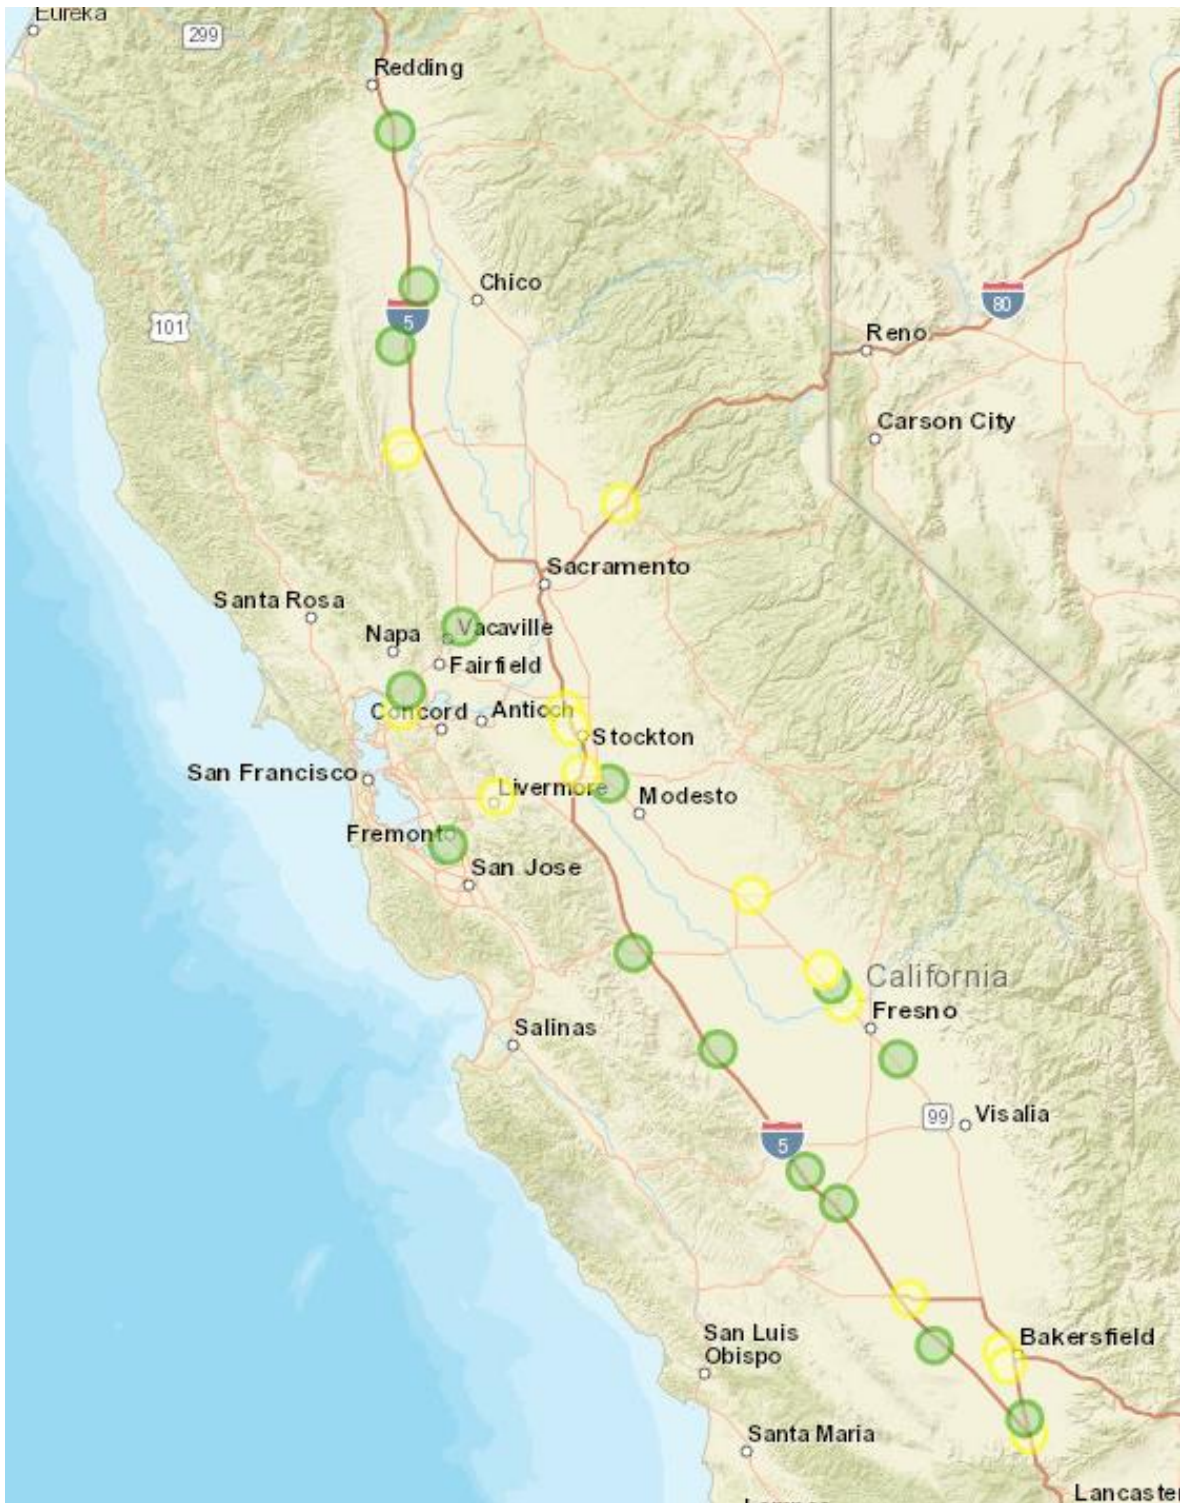 Eureka
299
Redding
Chico
5
80
101
Reno
Carson City
Sacramento
Santa Rosa
Napa
Vacaville
Fairfield
Concord
Antioch
Stockton
San Francisco
Livermore
Modesto
Fremont
San Jose
California
Fresno
Salinas
99
Visalia
5
San Luis
Obispo
Bakersfield
Santa Maria
Lancaster